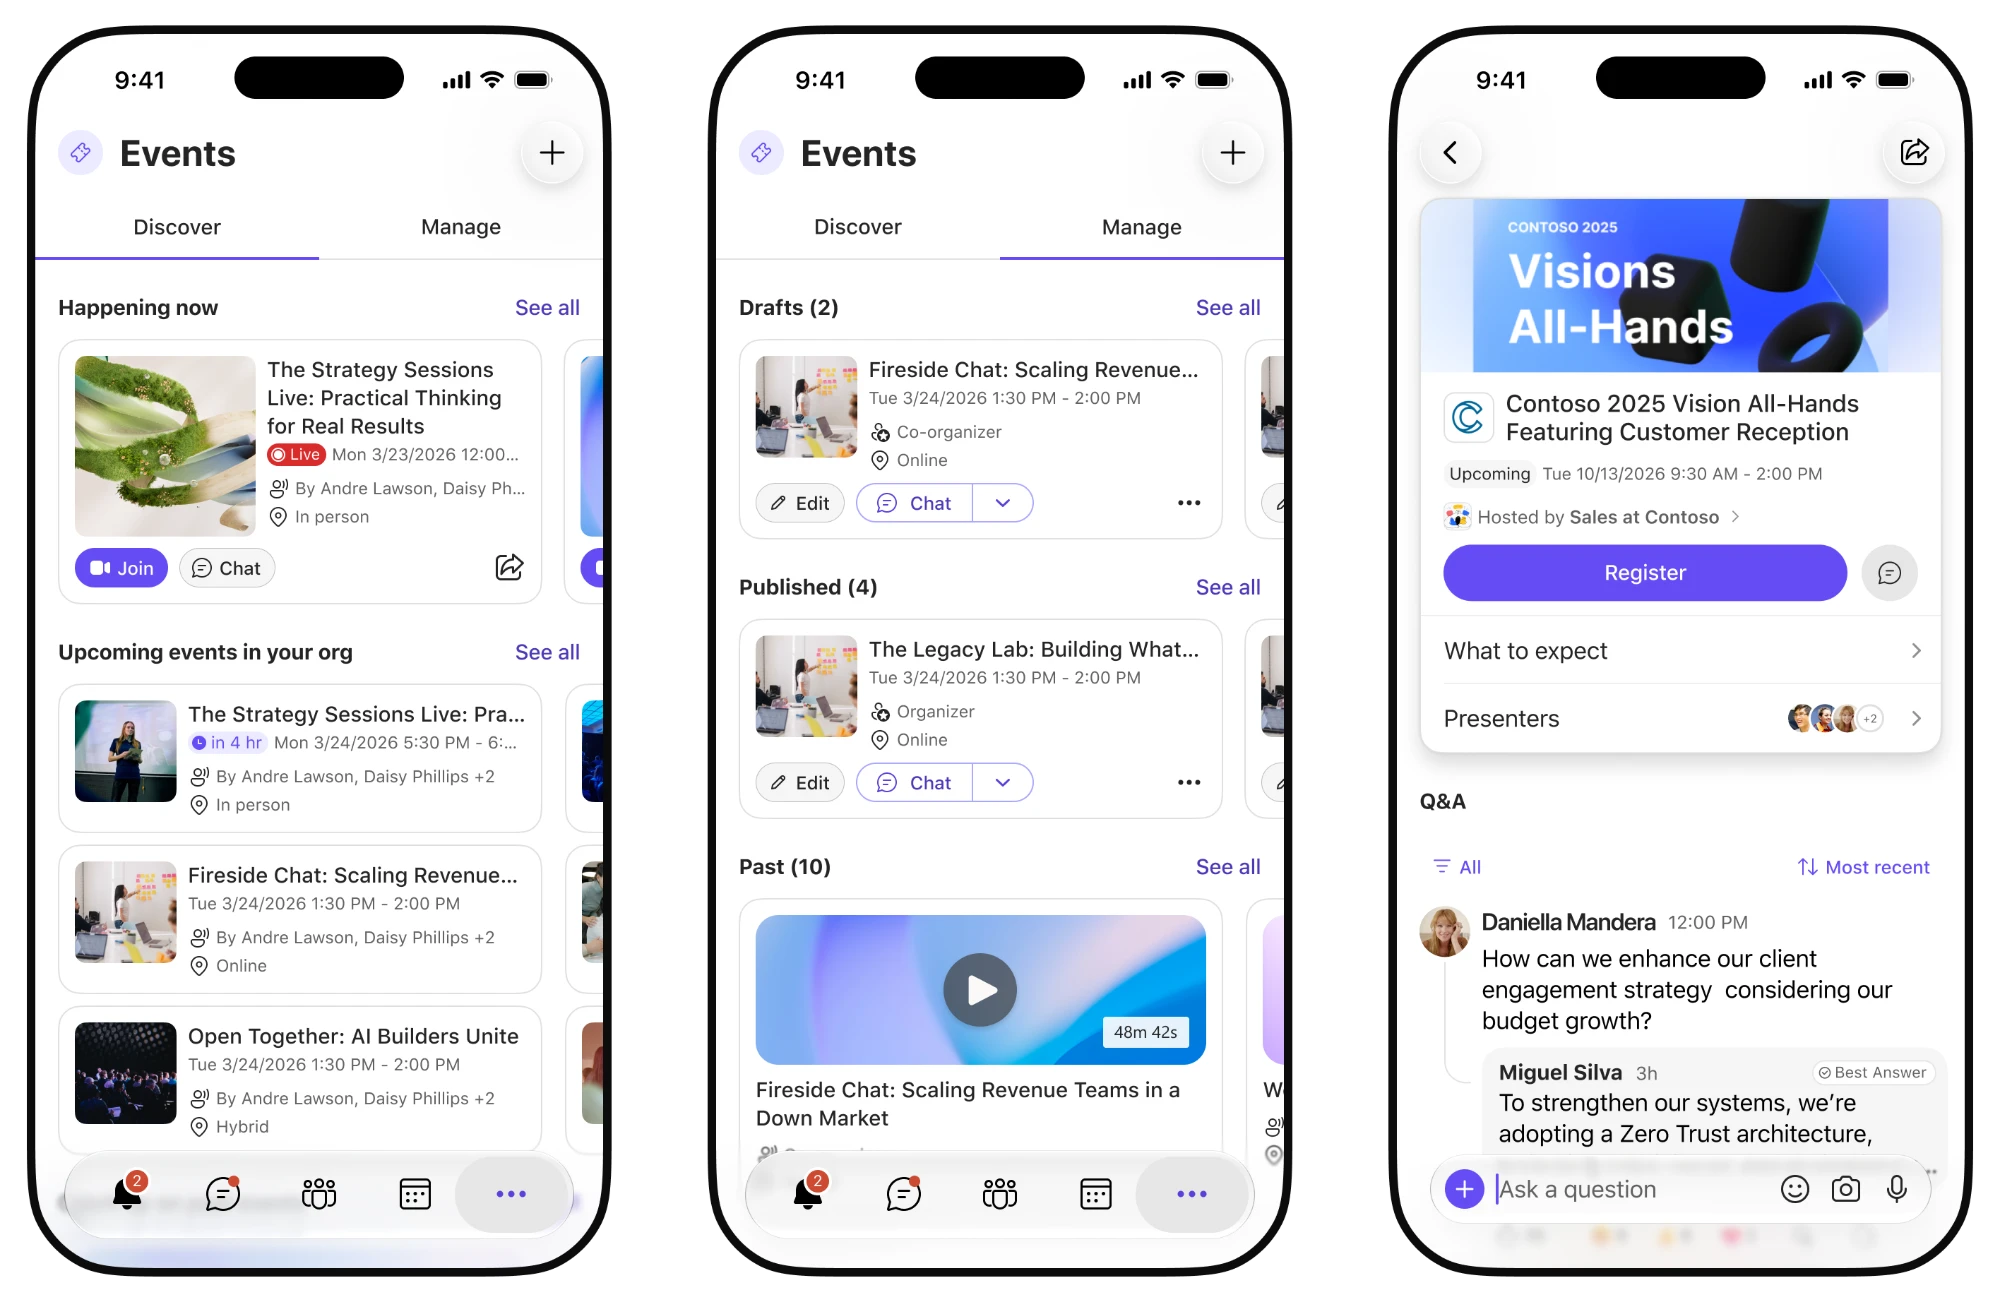 9:41
Events
Discover
Manage
Happening now
See all
The Strategy Sessions
Live: Practical Thinking
for Real Results
Live Mon 3/23/2026 12:00...
By Andre Lawson, Daisy Ph...
In person
Join
Chat
Upcoming events in your org
See all
The Strategy Sessions Live: Pra...
in 4 hr Mon 3/24/2026 5:30 PM - 6:...
By Andre Lawson, Daisy Phillips +2
In person
Fireside Chat: Scaling Revenue...
Tue 3/24/2026 1:30 PM - 2:00 PM
By Andre Lawson, Daisy Phillips +2
Online
Open Together: AI Builders Unite
Tue 3/24/2026 1:30 PM - 2:00 PM
By Andre Lawson, Daisy Phillips +2
Hybrid
2
9:41
Events
Discover
Manage
Drafts (2)
See all
Fireside Chat: Scaling Revenue...
Tue 3/24/2026 1:30 PM - 2:00 PM
Co-organizer
Online
Edit
Chat
Published (4)
See all
The Legacy Lab: Building What...
Tue 3/24/2026 1:30 PM - 2:00 PM
Organizer
Online
Edit
Chat
Past (10)
See all
48m 42s
Fireside Chat: Scaling Revenue Teams in a
Down Market
2
9:41
CONTOSO 2025
Visions
All-Hands
Contoso 2025 Vision All-Hands
Featuring Customer Reception
Upcoming Tue 10/13/2026 9:30 AM - 2:00 PM
Hosted by Sales at Contoso
Register
What to expect
Presenters
+2
Q&A
All
Most recent
Daniella Mandera 12:00 PM
How can we enhance our client
engagement strategy considering our
budget growth?
Miguel Silva 3h
Best Answer
To strengthen our systems, we're
adopting a Zero Trust architecture,
Ask a question